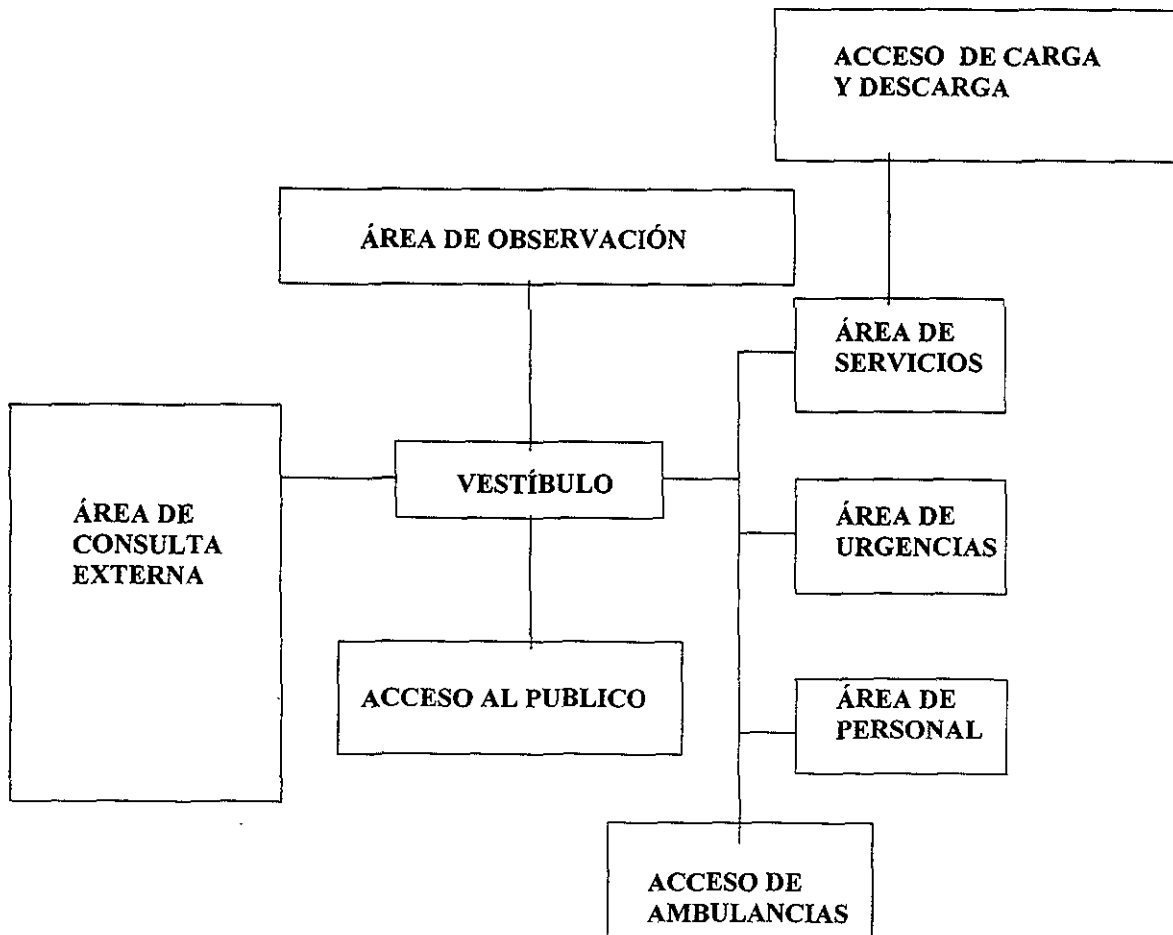 ACCESO DE CARGA
Y DESCARGA
ÁREA DE OBSERVACIÓN
ÁREA DE
SERVICIOS
ÁREA DE
CONSULTA
EXTERNA
VESTÍBULO
ÁREA DE
URGENCIAS
ACCESO AL PUBLICO
ÁREA DE
PERSONAL
ACCESO DE
AMBULANCIAS